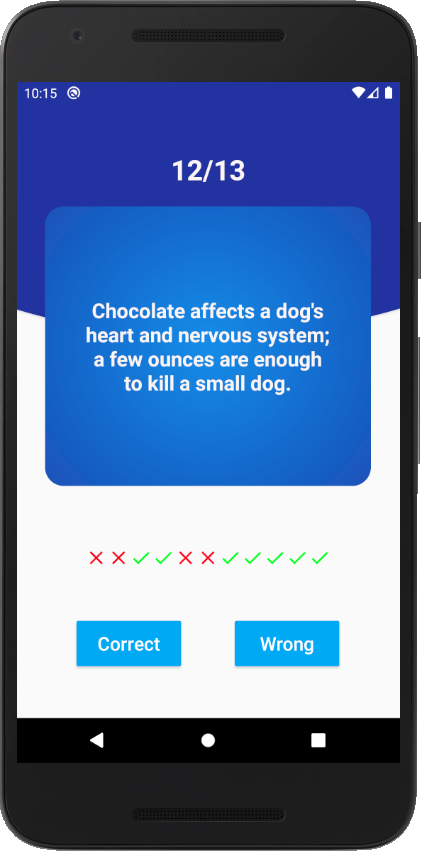 10:15
12/13
Chocolate affects a dog's
heart and nervous system;
a few ounces are enough
to kill a small dog.
Correct
Wrong